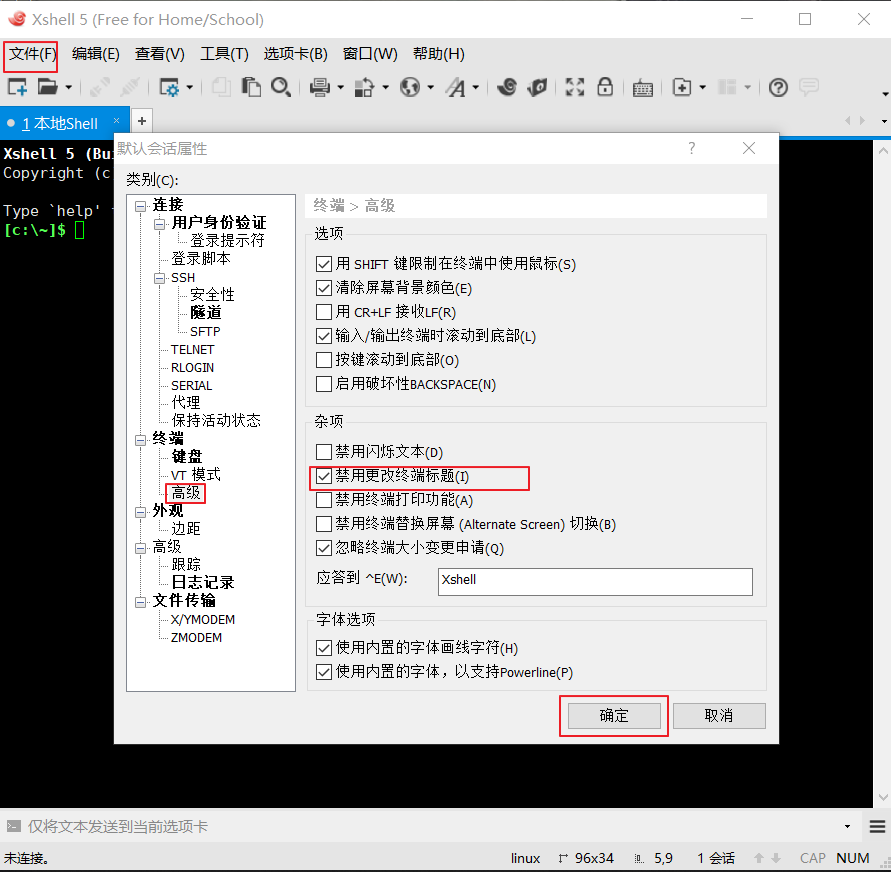 Xshell 5 (Free for Home/School)
文件(F) 编辑(E) 查看(V) 工具(T) 选项卡(B) 窗口(W) 帮助(H)
1 本地Shell
Xshell 5 (Bu
Copyright (c
Type `help'
[c:\~]$
默认会话属性
类别(C):
连接
用户身份验证
登录提示符
登录脚本
SSH
安全性
隧道
SFTP
TELNET
RLOGIN
SERIAL
代理
保持活动状态
终端
键盘
VT 模式
高级
外观
边距
高级
跟踪
日志记录
文件传输
X/YMODEM
ZMODEM
终端 > 高级
选项
用 SHIFT 键限制在终端中使用鼠标(S)
清除屏幕背景颜色(E)
用 CR+LF 接收LF(R)
输入/输出终端时滚动到底部(L)
按键滚动到底部(O)
启用破坏性BACKSPACE(N)
杂项
禁用闪烁文本(D)
禁用更改终端标题(I)
禁用终端打印功能(A)
禁用终端替换屏幕 (Alternate Screen) 切换(B)
忽略终端大小变更申请(Q)
应答到 ^E(W): Xshell
字体选项
使用内置的字体画线字符(H)
使用内置的字体，以支持Powerline(P)
确定 取消
仅将文本发送到当前选项卡
未连接。 linux 96x34 5,9 1 会话 CAP NUM